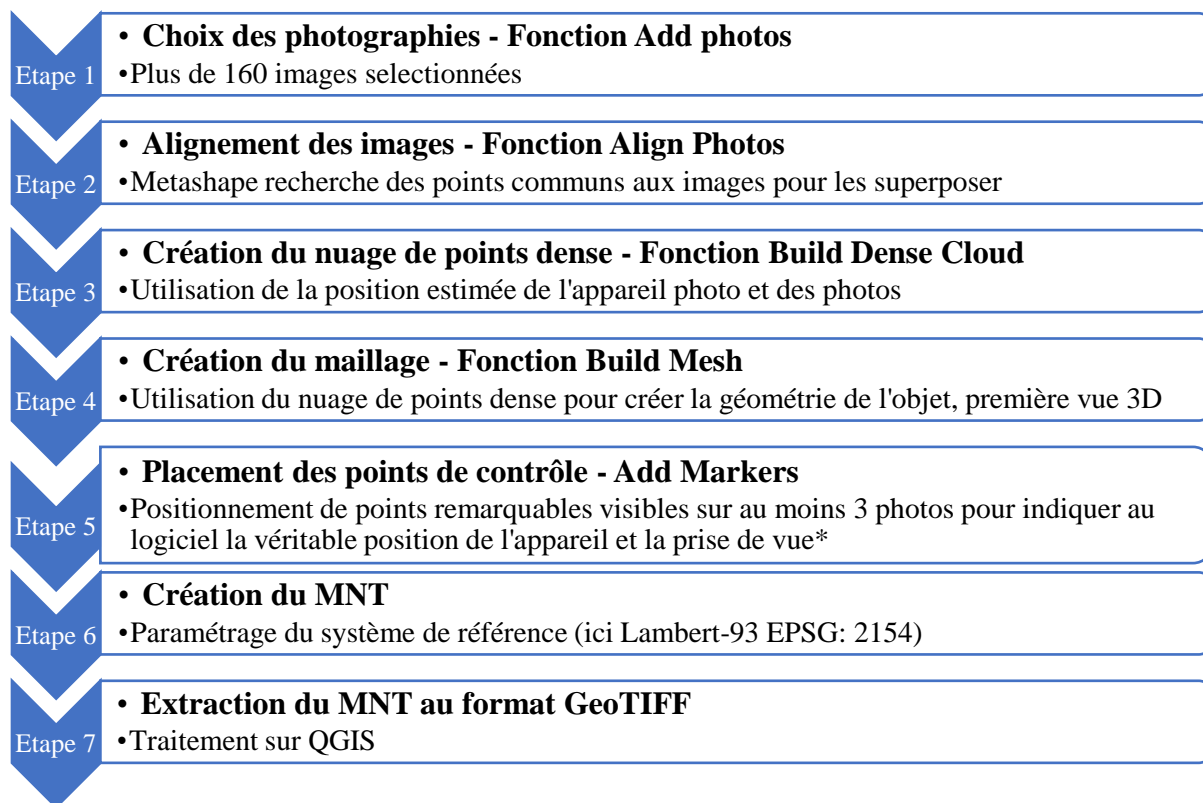 Etape 1
• Choix des photographies - Fonction Add photos
•Plus de 160 images selectionnées
Etape 2
• Alignement des images - Fonction Align Photos
•Metashape recherche des points communs aux images pour les superposer
Etape 3
• Création du nuage de points dense - Fonction Build Dense Cloud
•Utilisation de la position estimée de l'appareil photo et des photos
Etape 4
• Création du maillage - Fonction Build Mesh
•Utilisation du nuage de points dense pour créer la géométrie de l'objet, première vue 3D
Etape 5
• Placement des points de contrôle - Add Markers
•Positionnement de points remarquables visibles sur au moins 3 photos pour indiquer au
logiciel la véritable position de l'appareil et la prise de vue*
Etape 6
• Création du MNT
•Paramétrage du système de référence (ici Lambert-93 EPSG: 2154)
Etape 7
• Extraction du MNT au format GeoTIFF
•Traitement sur QGIS